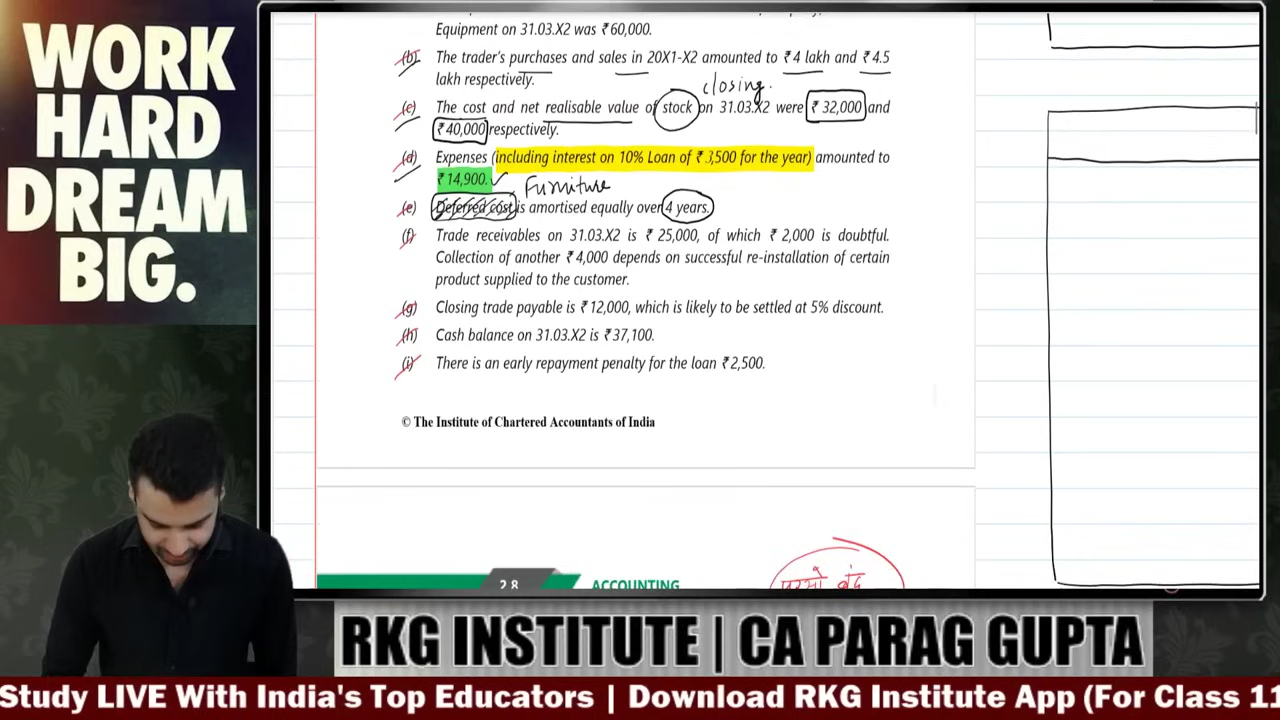 WORK
HARD
DREAM
BIG.
Equipment on 31.03.X2 was ₹ 60,000.
(b) The trader's purchases and sales in 20X1-X2 amounted to ₹ 4 lakh and ₹ 4.5
lakh respectively.
closing.
(c) The cost and net realisable value of stock on 31.03.X2 were ₹ 32,000 and
₹ 40,000 respectively.
(d) Expenses (including interest on 10% Loan of ₹ 3,500 for the year) amounted to
₹ 14,900.
Furniture
(e) Deferred cost is amortised equally over 4 years.
(f) Trade receivables on 31.03.X2 is ₹ 25,000, of which ₹ 2,000 is doubtful.
Collection of another ₹ 4,000 depends on successful re-installation of certain
product supplied to the customer.
(g) Closing trade payable is ₹ 12,000, which is likely to be settled at 5% discount.
(h) Cash balance on 31.03.X2 is ₹ 37,100.
(i) There is an early repayment penalty for the loan ₹ 2,500.
© The Institute of Chartered Accountants of India
2.8 ACCOUNTING
RKG INSTITUTE | CA PARAG GUPTA
Study LIVE With India's Top Educators | Download RKG Institute App (For Class 11